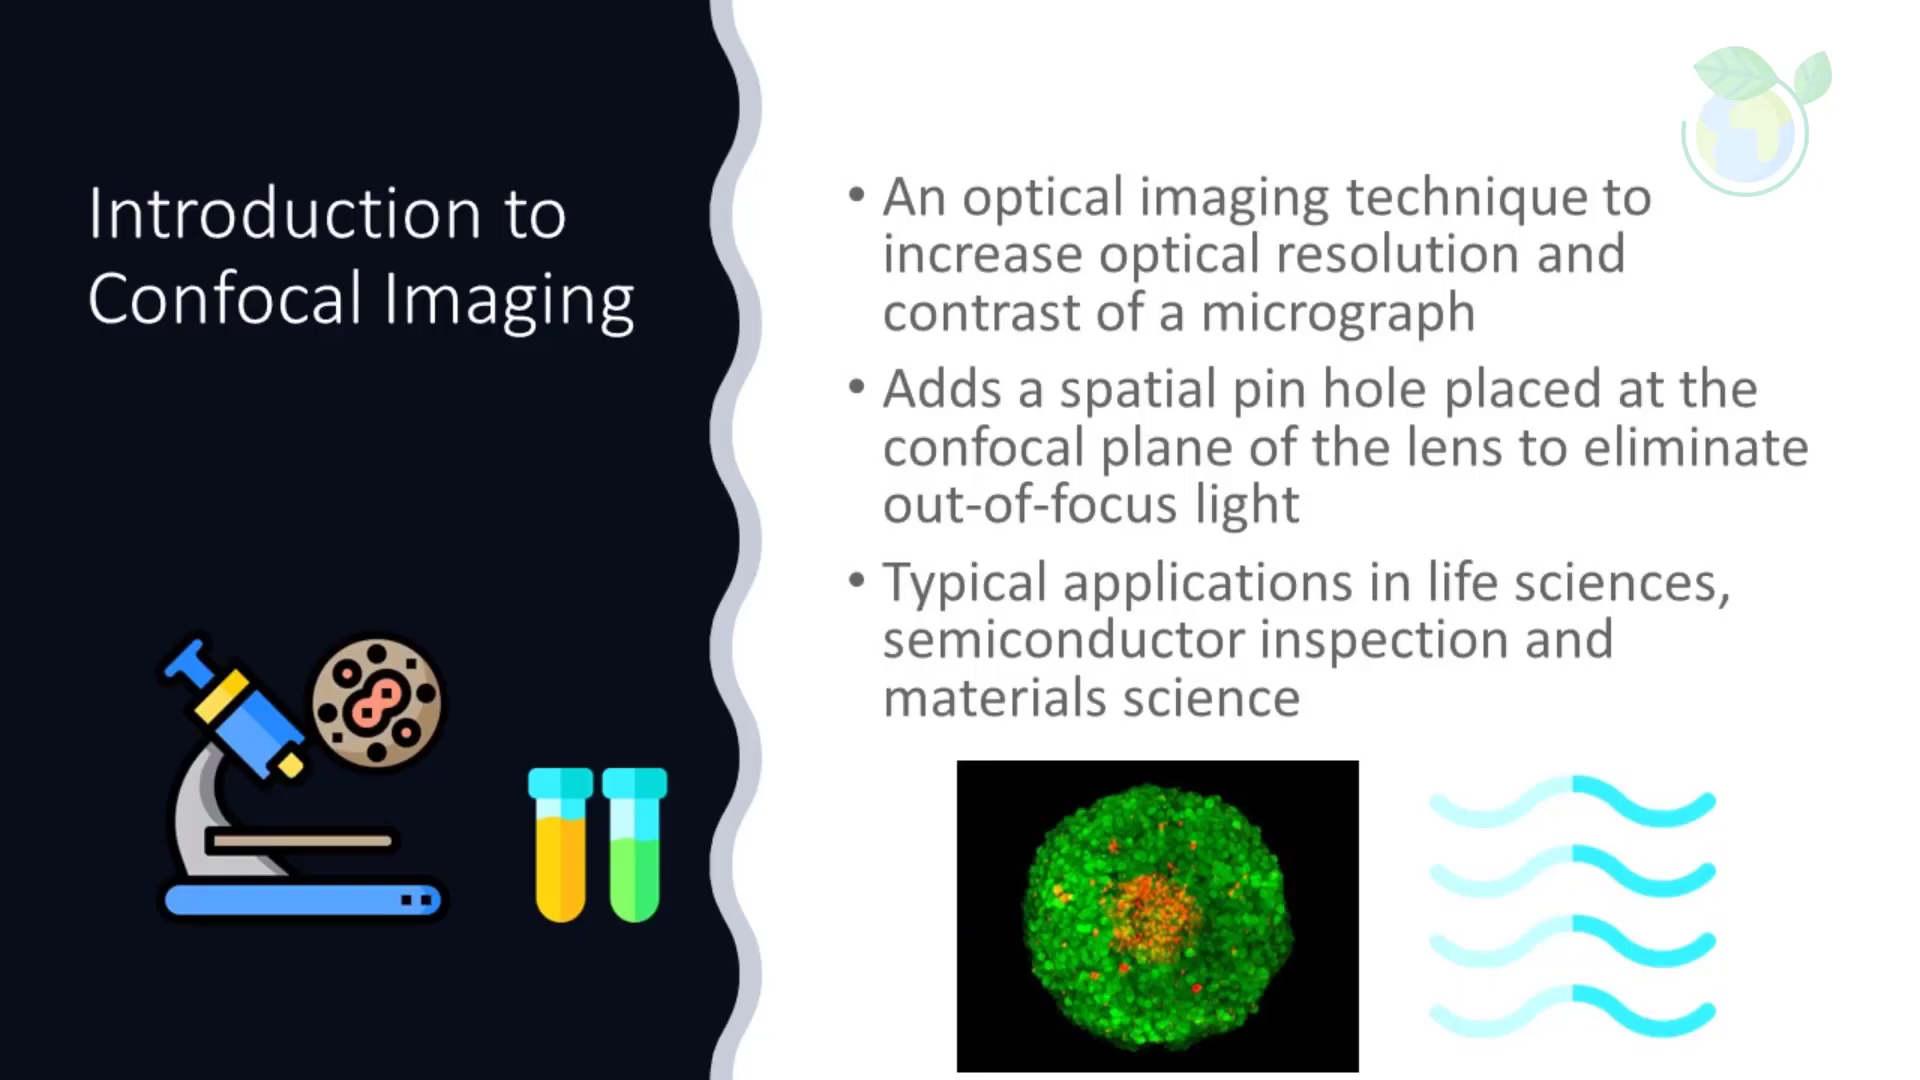 Introduction to
Confocal Imaging
• An optical imaging technique to
increase optical resolution and
contrast of a micrograph
• Adds a spatial pin hole placed at the
confocal plane of the lens to eliminate
out-of-focus light
• Typical applications in life sciences,
semiconductor inspection and
materials science